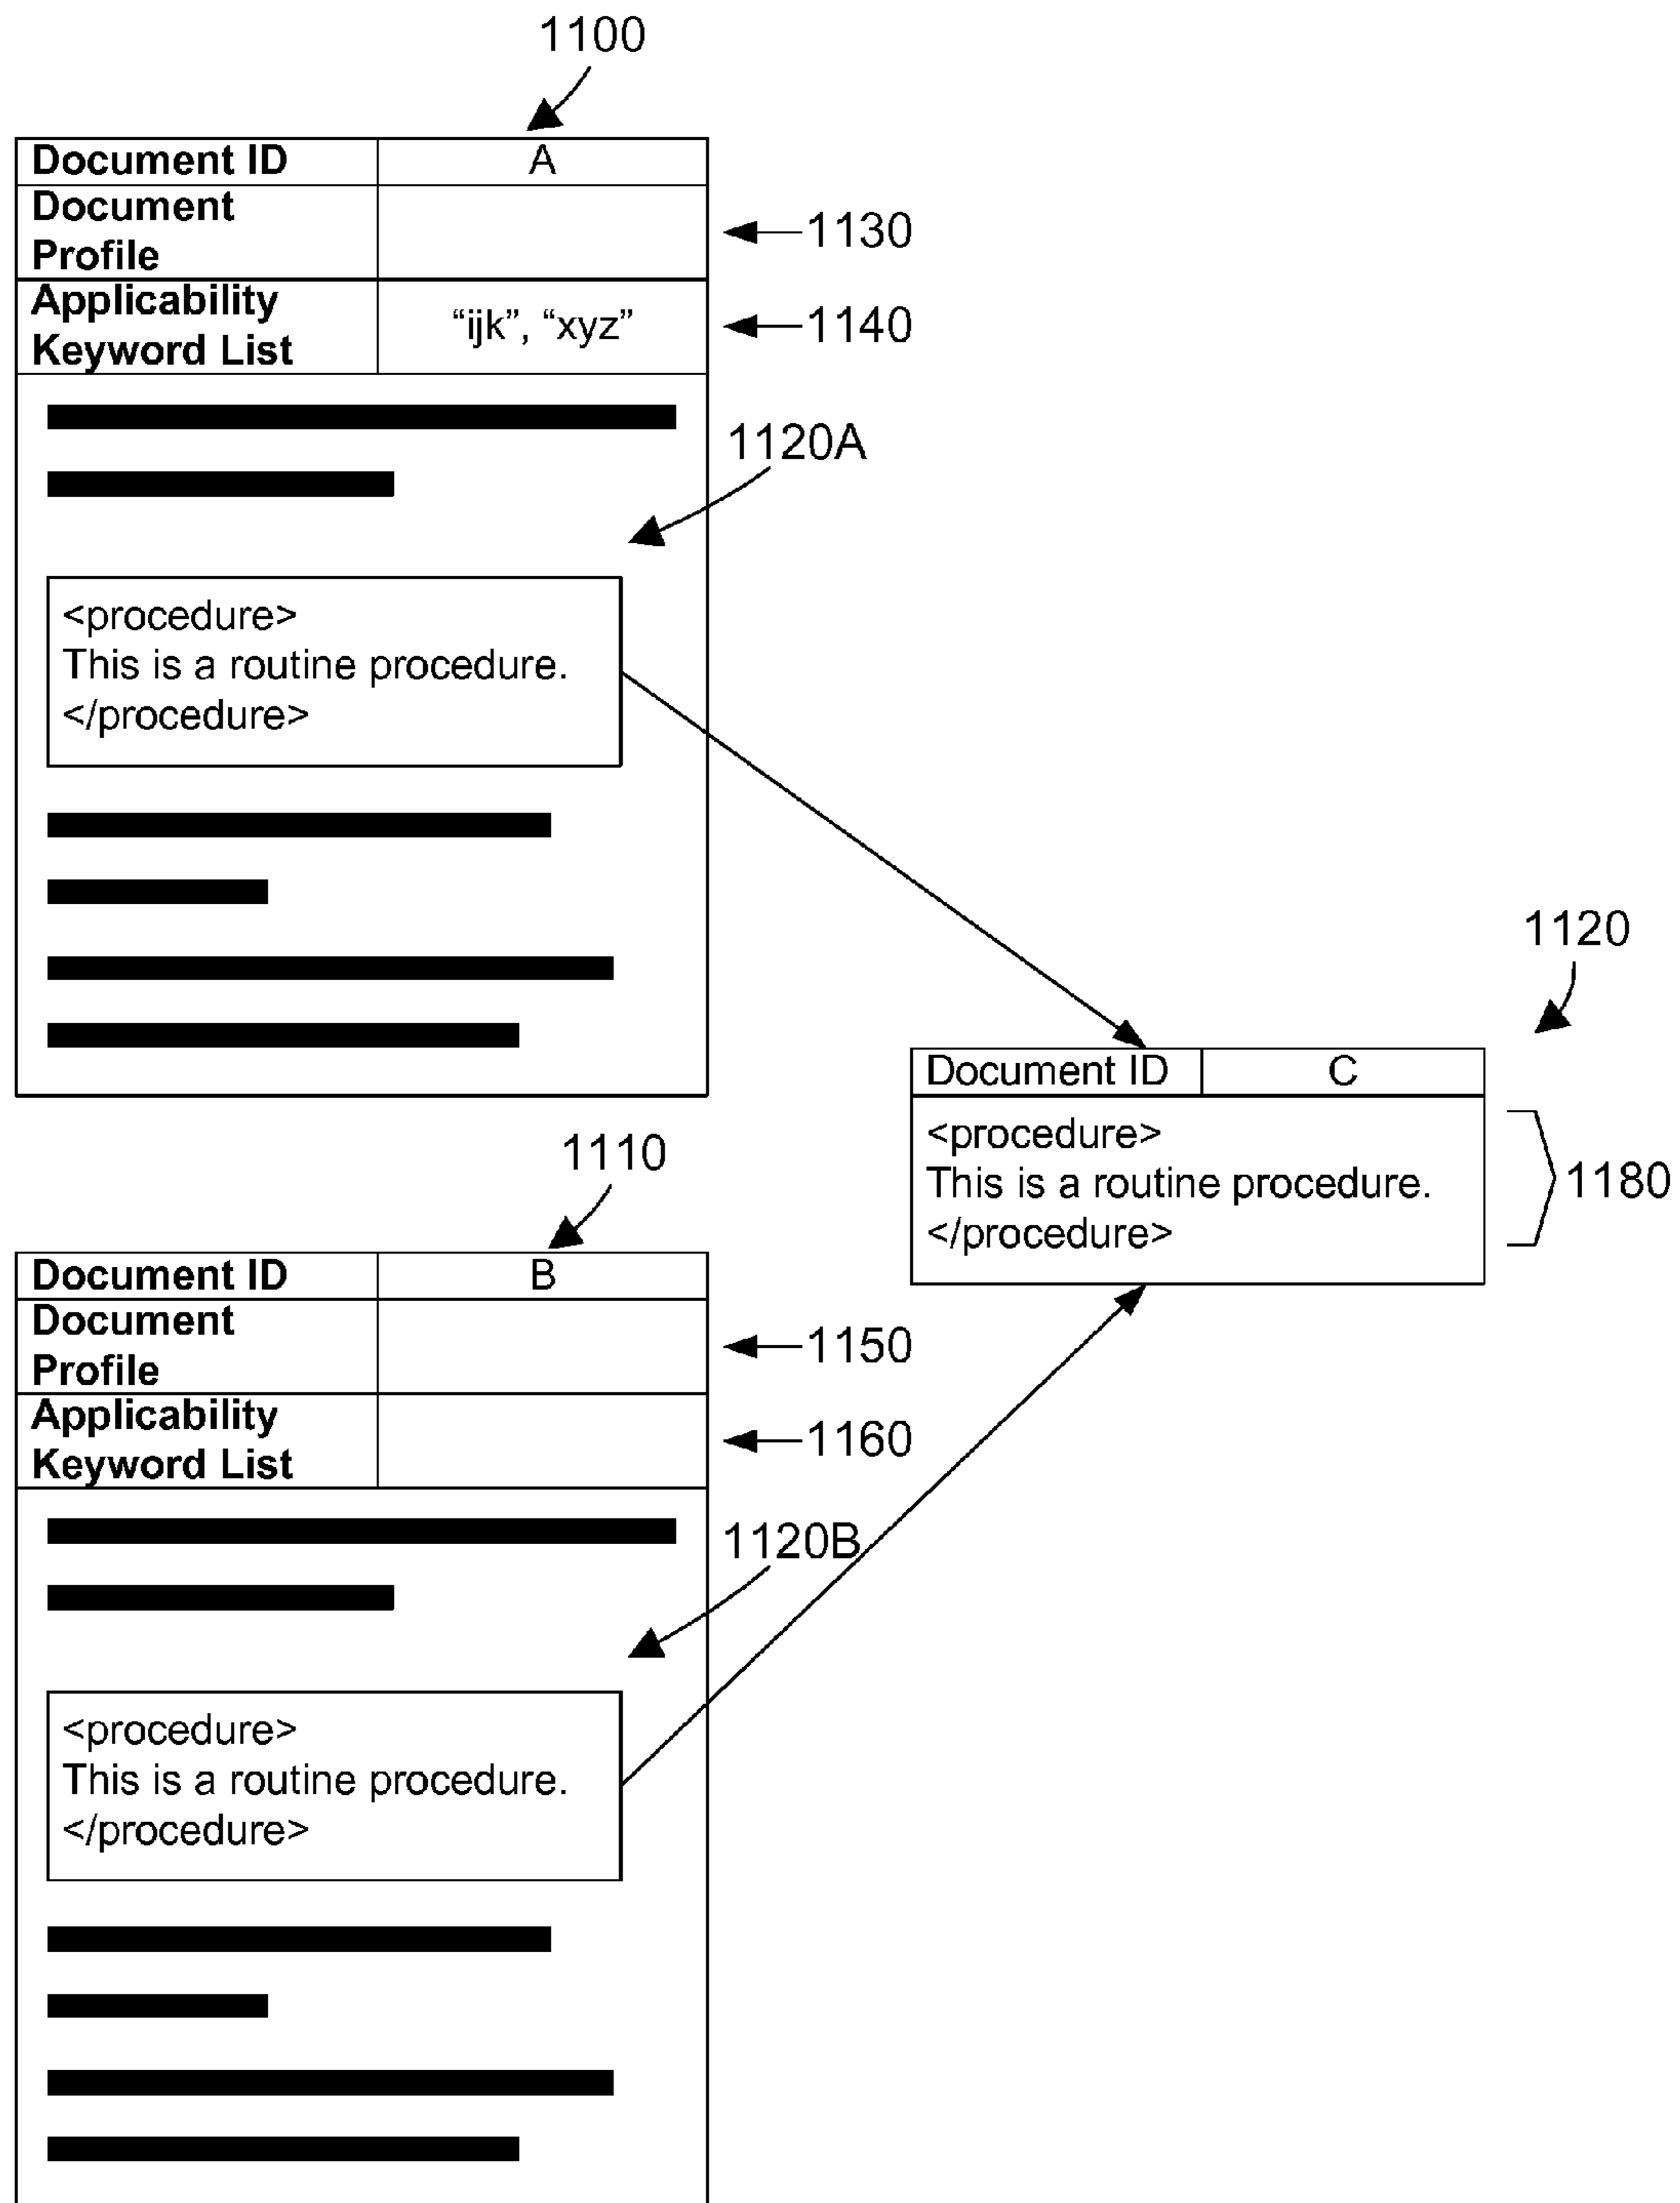 1100
Document ID A
Document
Profile
1130
Applicability
Keyword List
“ijk”, “xyz”
1140
1120A
<procedure>
This is a routine procedure.
</procedure>
1120
Document ID C
<procedure>
This is a routine procedure.
</procedure>
1180
1110
Document ID B
Document
Profile
1150
Applicability
Keyword List
1160
1120B
<procedure>
This is a routine procedure.
</procedure>